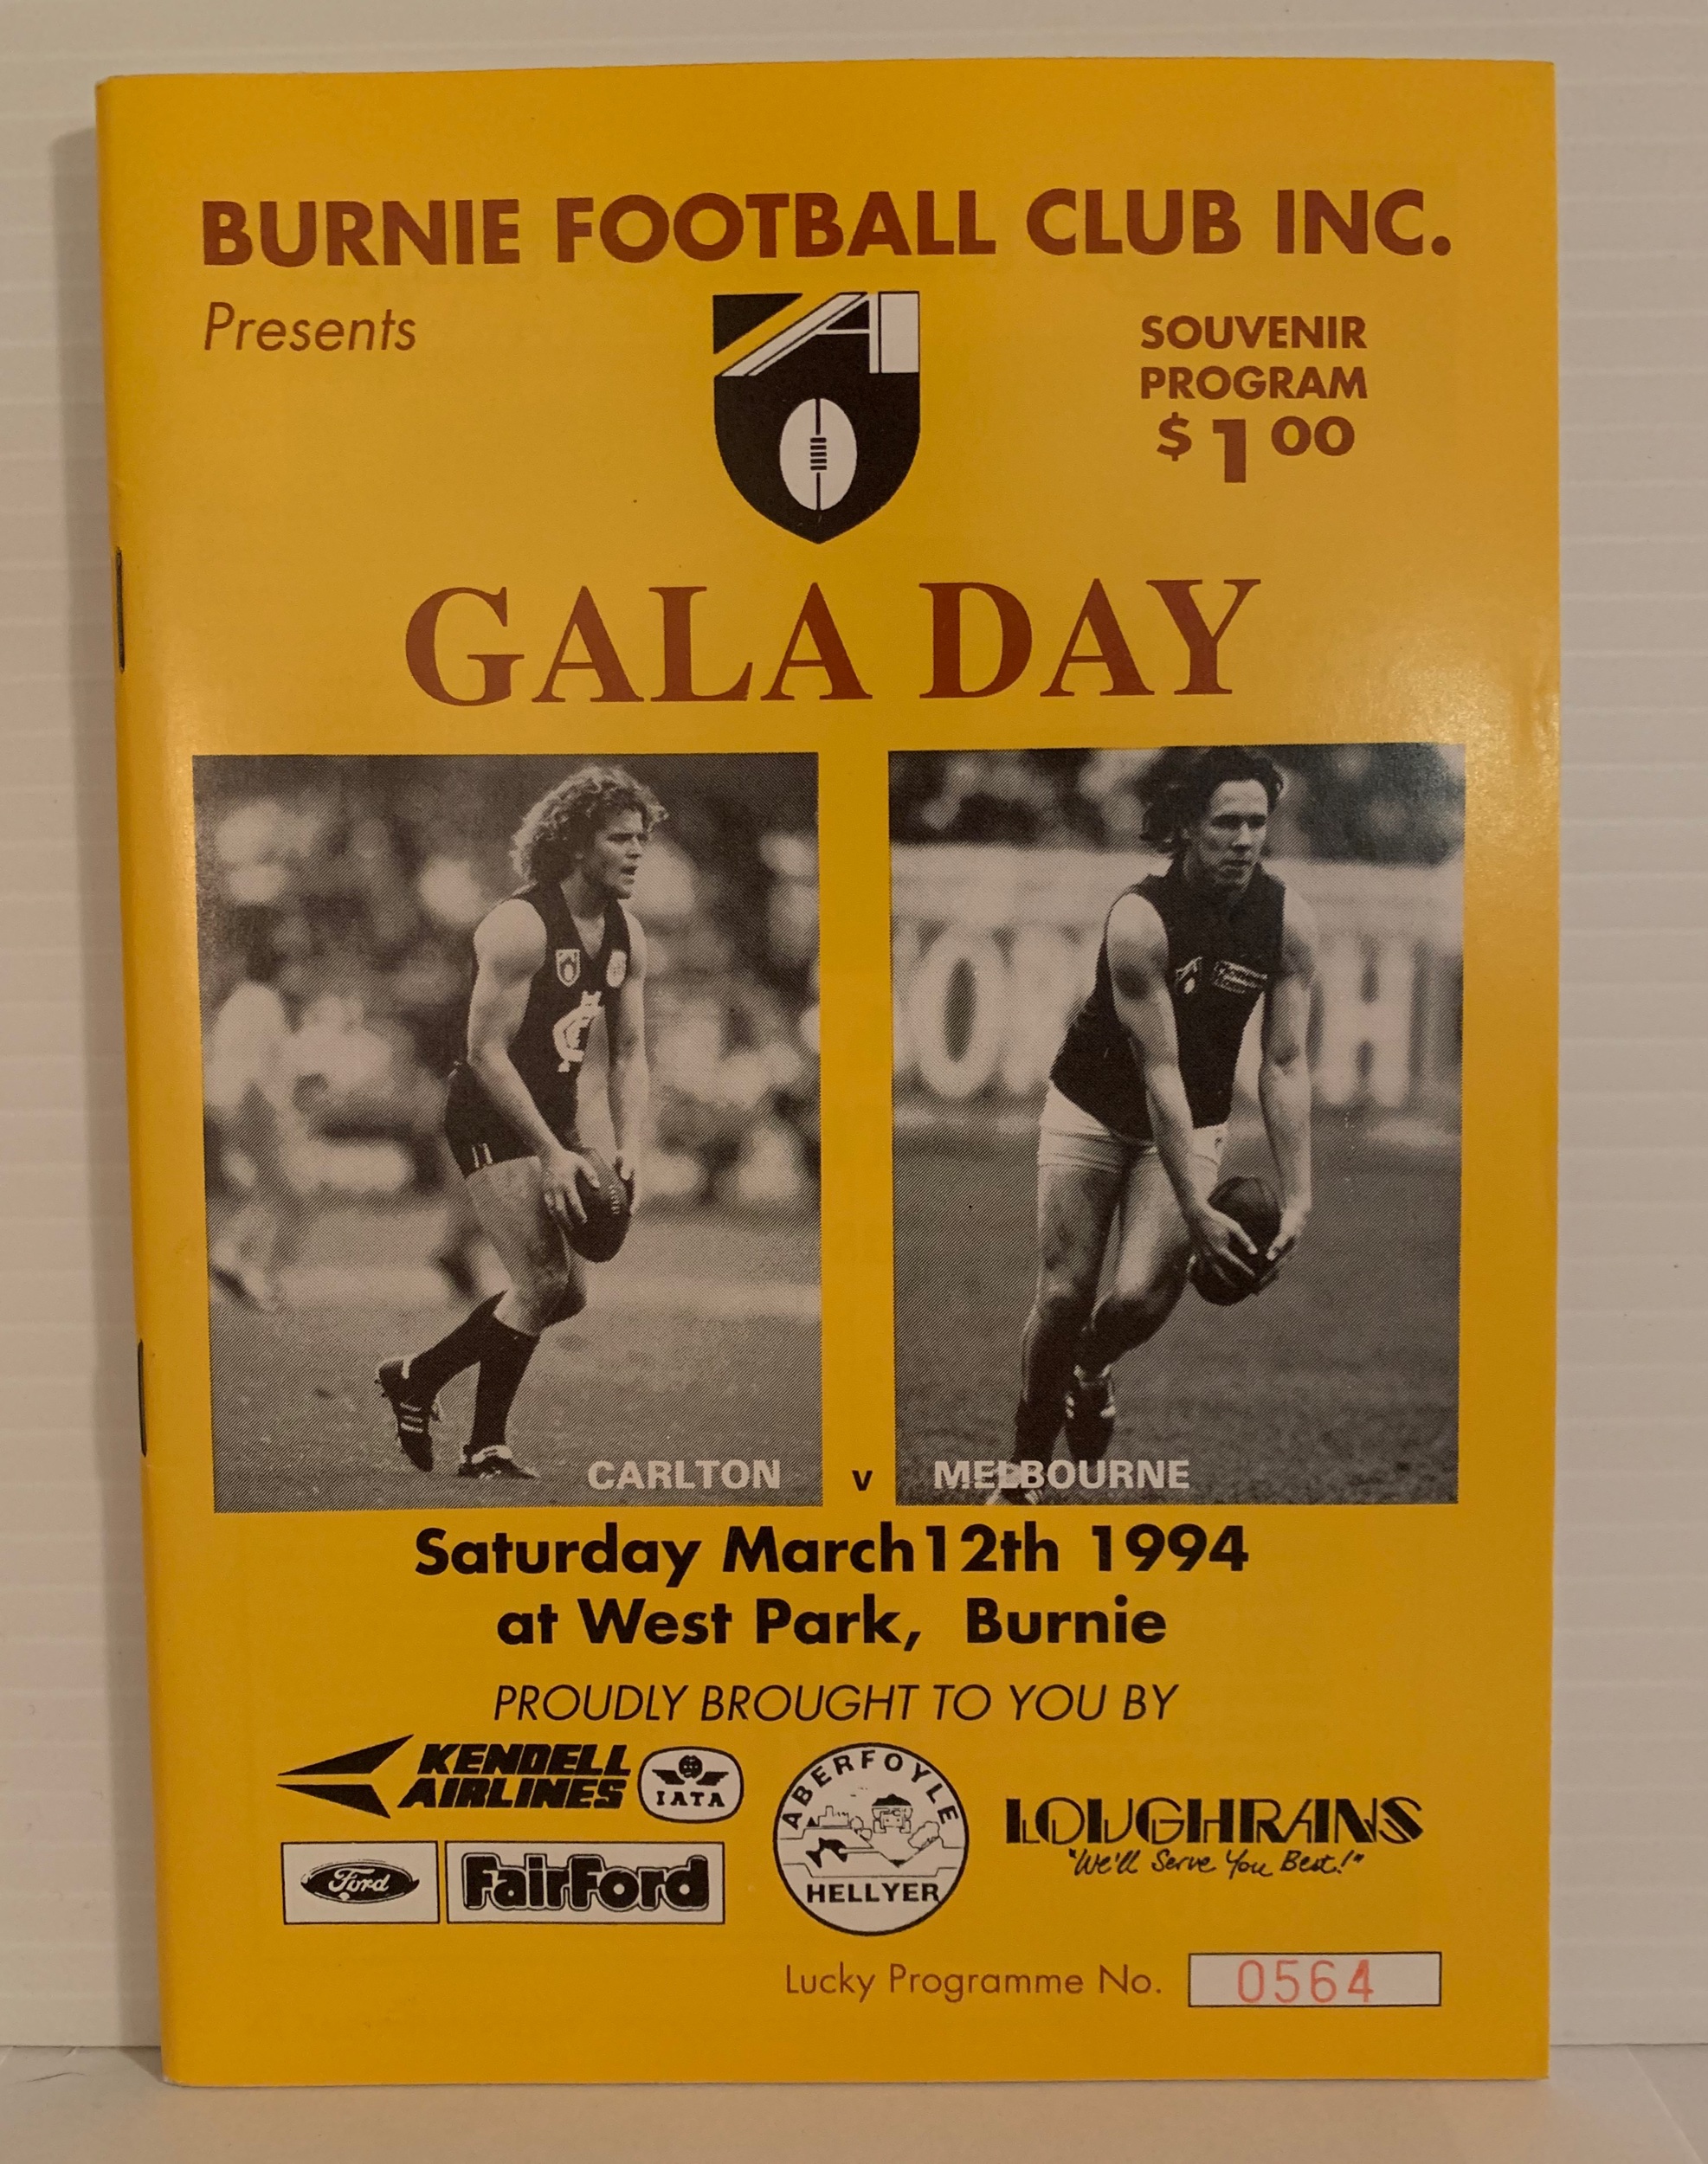 BURNIE FOOTBALL CLUB INC.
Presents
SOUVENIR
PROGRAM
$1 00
GALA DAY
CARLTON v MELBOURNE
Saturday March 12th 1994
at West Park, Burnie
PROUDLY BROUGHT TO YOU BY
KENDELL
AIRLINES
IATA
Ford
FairFord
ABERFOYLE
HELLYER
LOUGHRANS
"We'll Serve You Best!"
Lucky Programme No. 0564